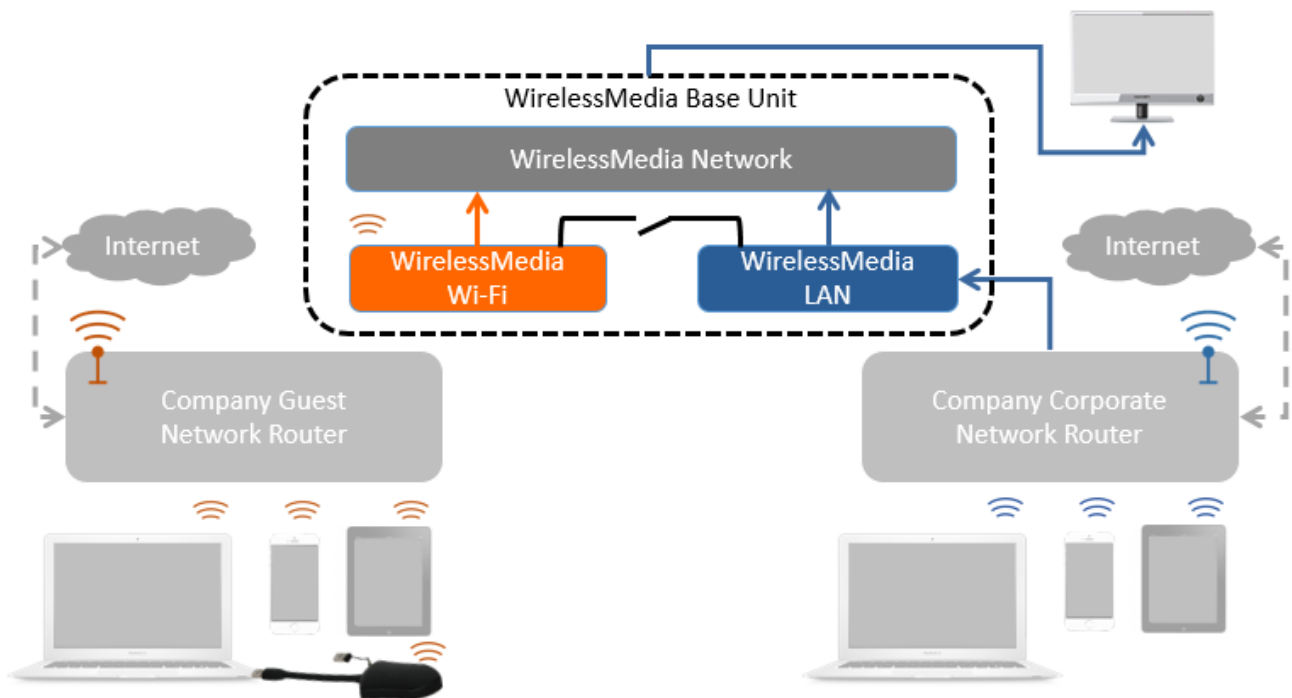 WirelessMedia Base Unit
WirelessMedia Network
Internet
WirelessMedia
Wi-Fi
WirelessMedia
LAN
Internet
Company Guest
Network Router
Company Corporate
Network Router